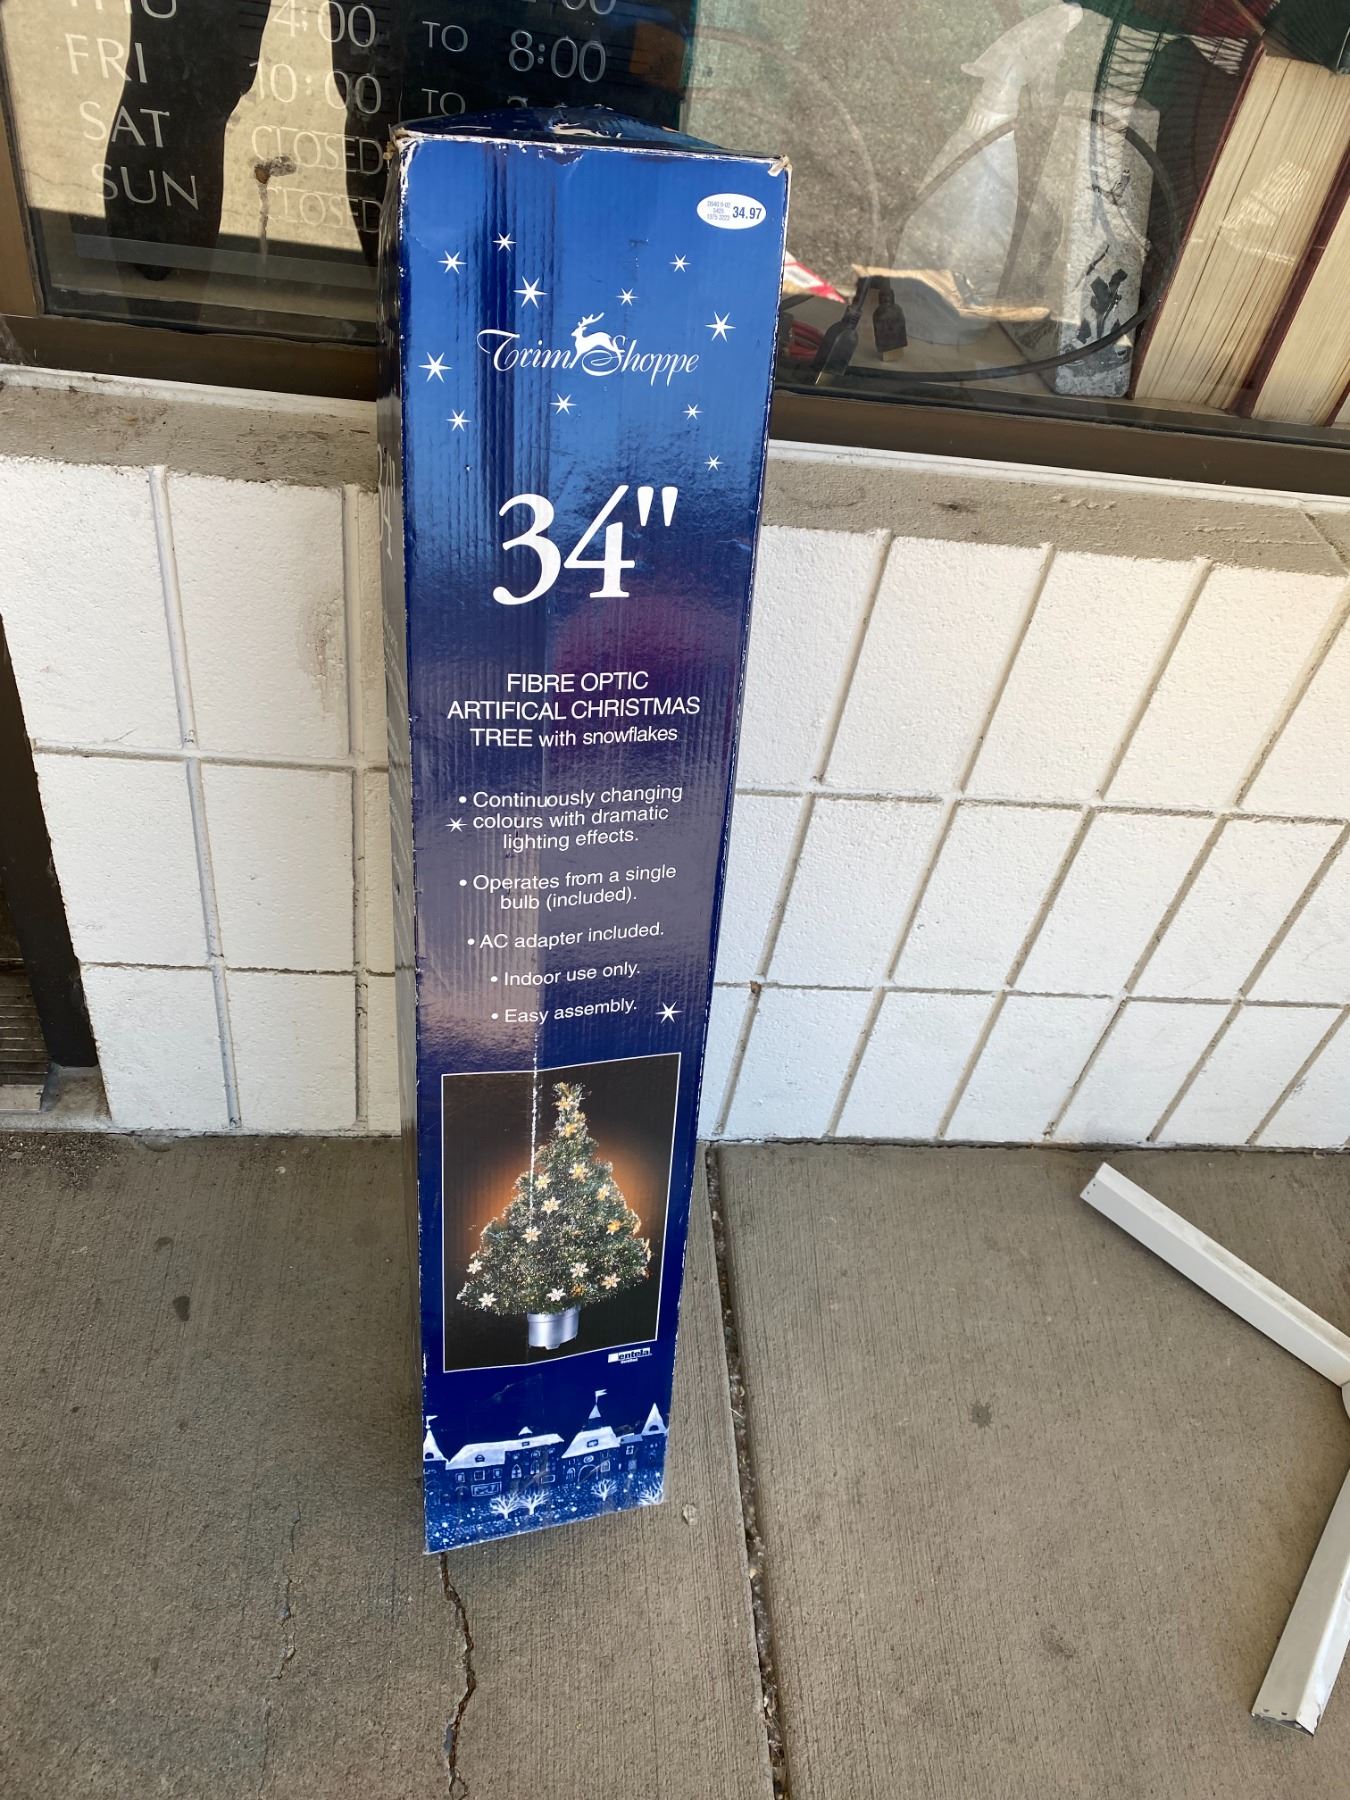 THU
4:00 TO 8:00
FRI
10:00 TO
SAT
CLOSED
SUN
CLOSED
34.97
Trim Shoppe
34"
FIBRE OPTIC
ARTIFICAL CHRISTMAS
TREE with snowflakes
• Continuously changing
colours with dramatic
lighting effects.
• Operates from a single
bulb (included).
• AC adapter included.
• Indoor use only.
• Easy assembly.
entela